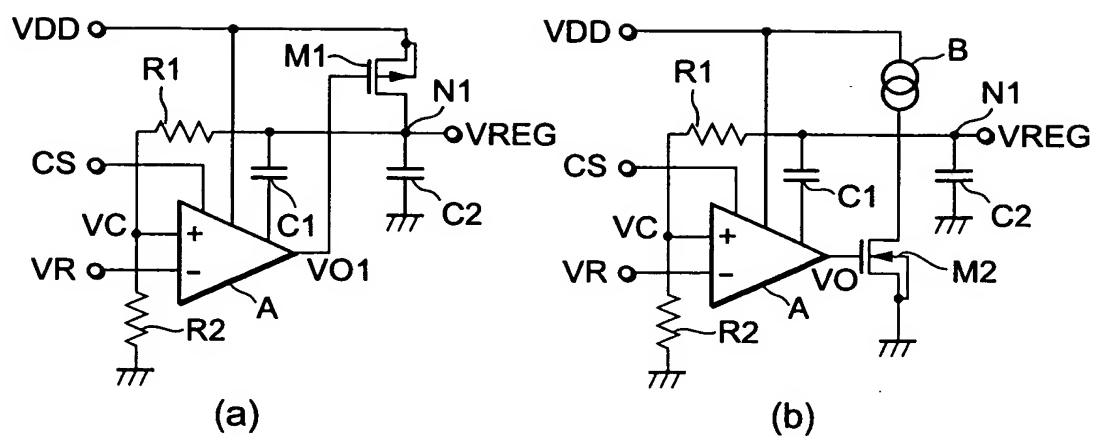 VDD
M1
R1
N1
VREG
CS
C1
C2
VC
+
VR
−
VO1
A
R2
(a)
VDD
B
R1
N1
VREG
CS
C1
C2
VC
+
VR
−
VO
M2
A
R2
(b)